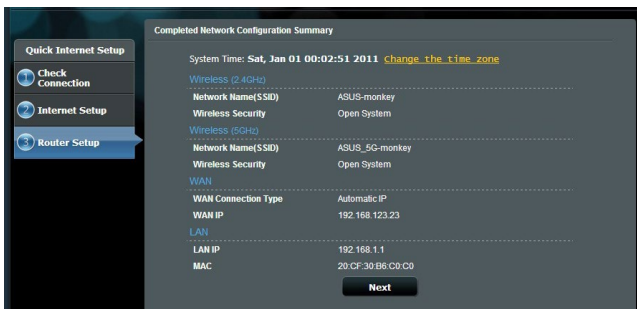 Completed Network Configuration Summary
Quick Internet Setup
1 Check
Connection
2 Internet Setup
3 Router Setup
System Time: Sat, Jan 01 00:02:51 2011 Change the time zone
Wireless (2.4GHz)
Network Name(SSID) ASUS-monkey
Wireless Security Open System
Wireless (5GHz)
Network Name(SSID) ASUS_5G-monkey
Wireless Security Open System
WAN
WAN Connection Type Automatic IP
WAN IP 192.168.123.23
LAN
LAN IP 192.168.1.1
MAC 20:CF:30:B6:C0:C0
Next